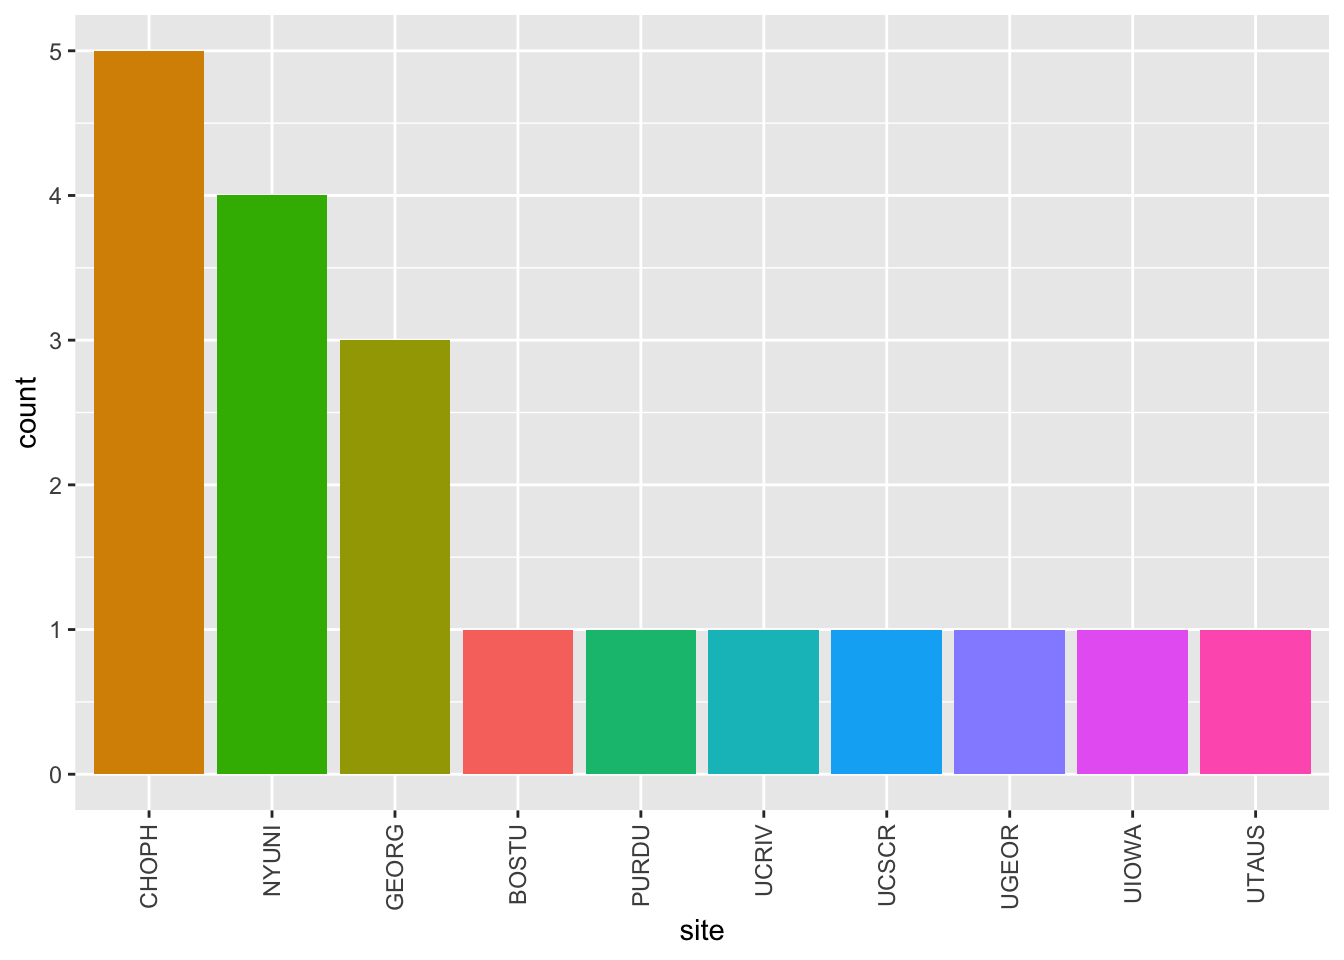 5
4
3
2
1
0
count
CHOPH
NYUNI
GEORG
BOSTU
PURDU
UCRIV
UCSCR
UGEOR
UIOWA
UTAUS
site